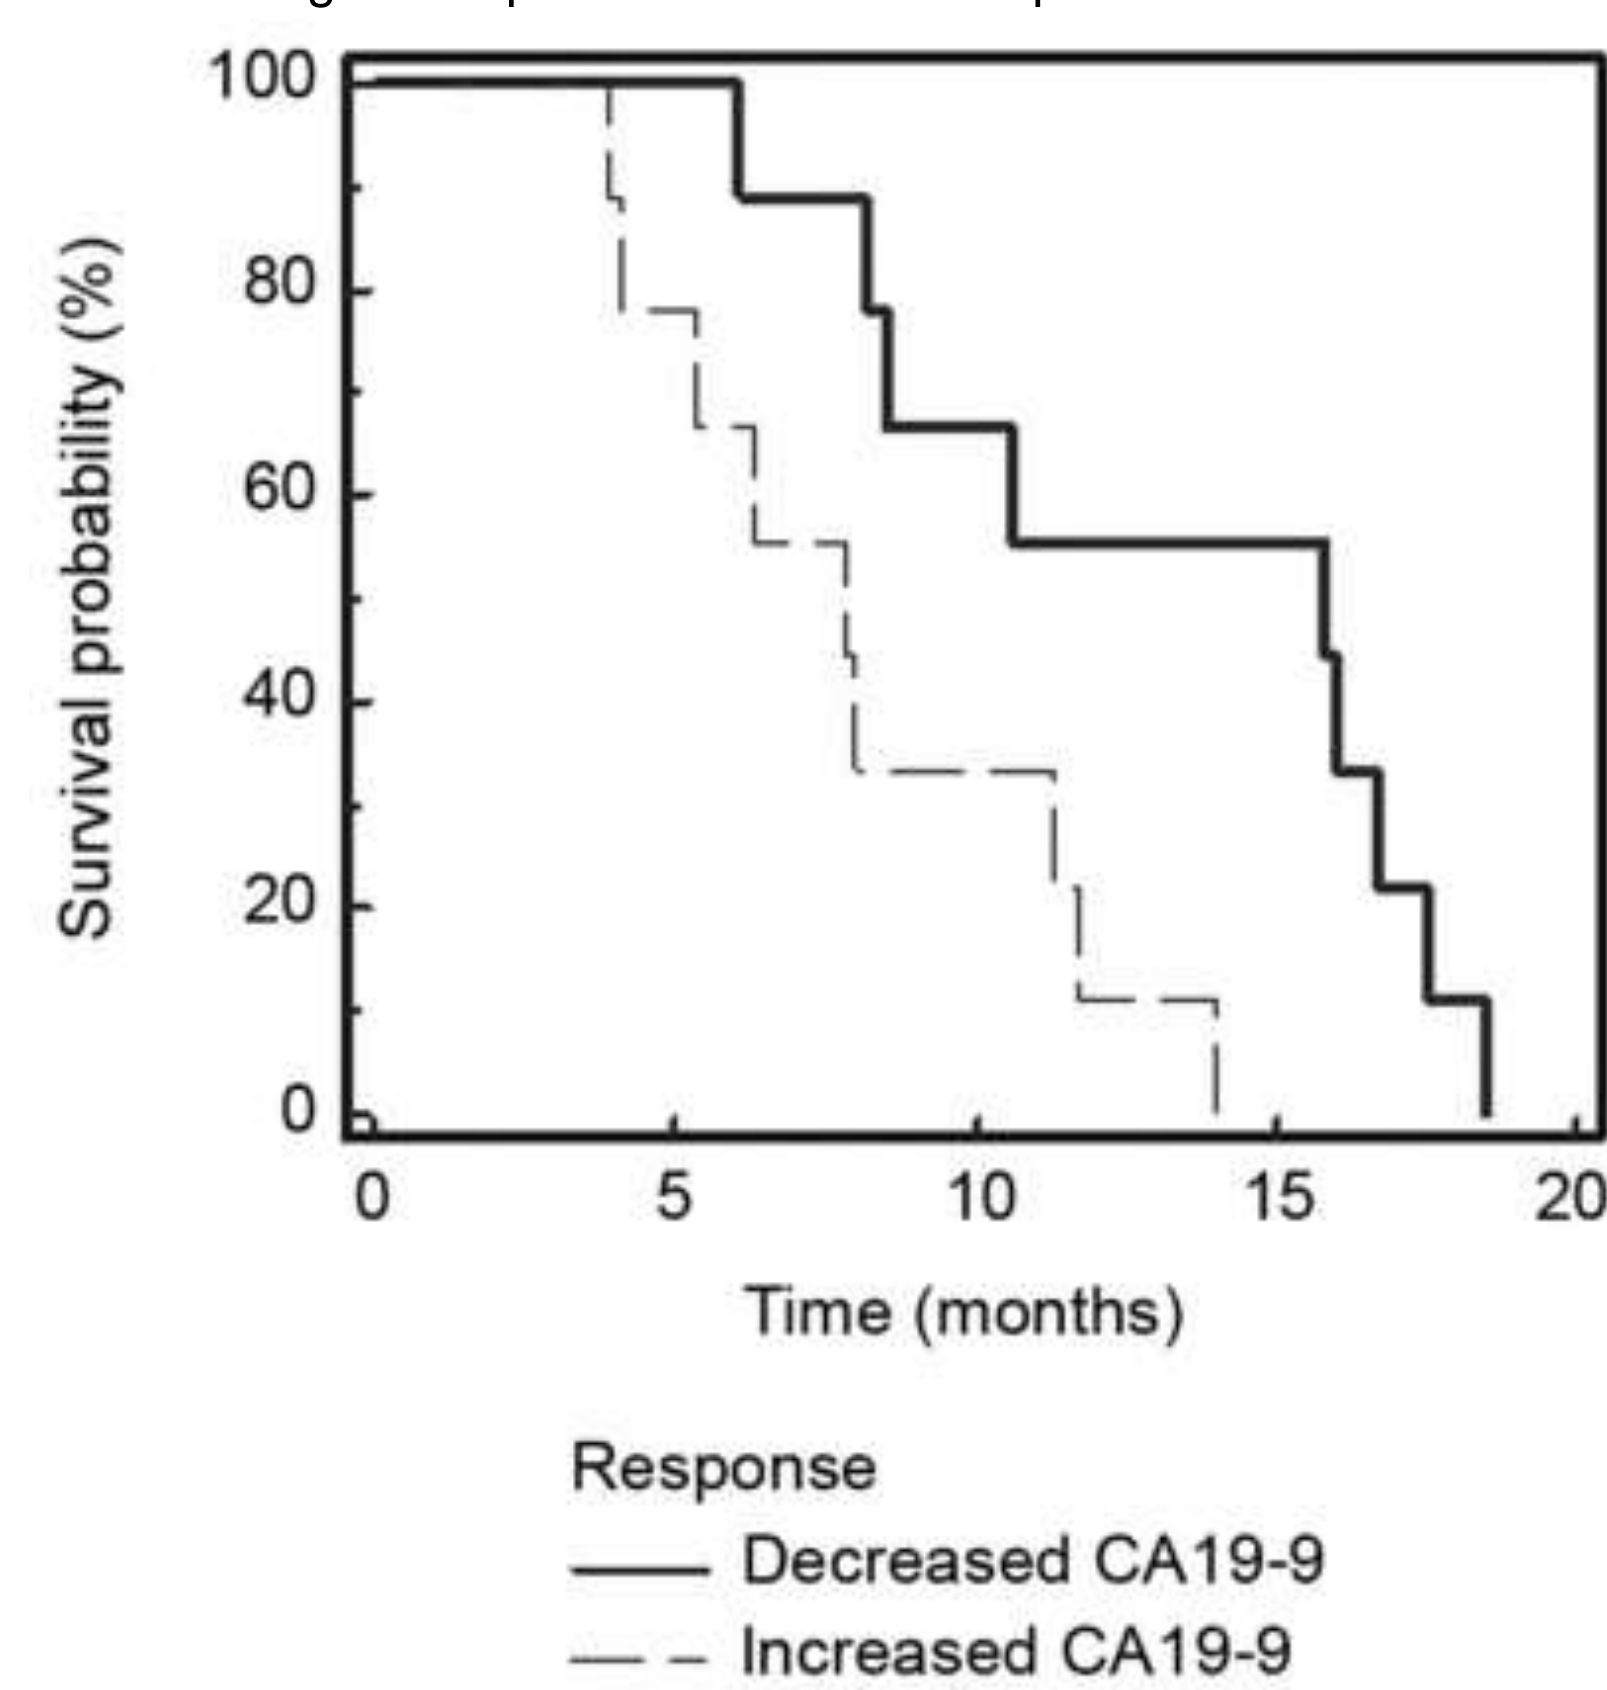 100
80
60
40
20
0
Survival probability (%)
0 5 10 15 20
Time (months)
Response
Decreased CA19-9
Increased CA19-9